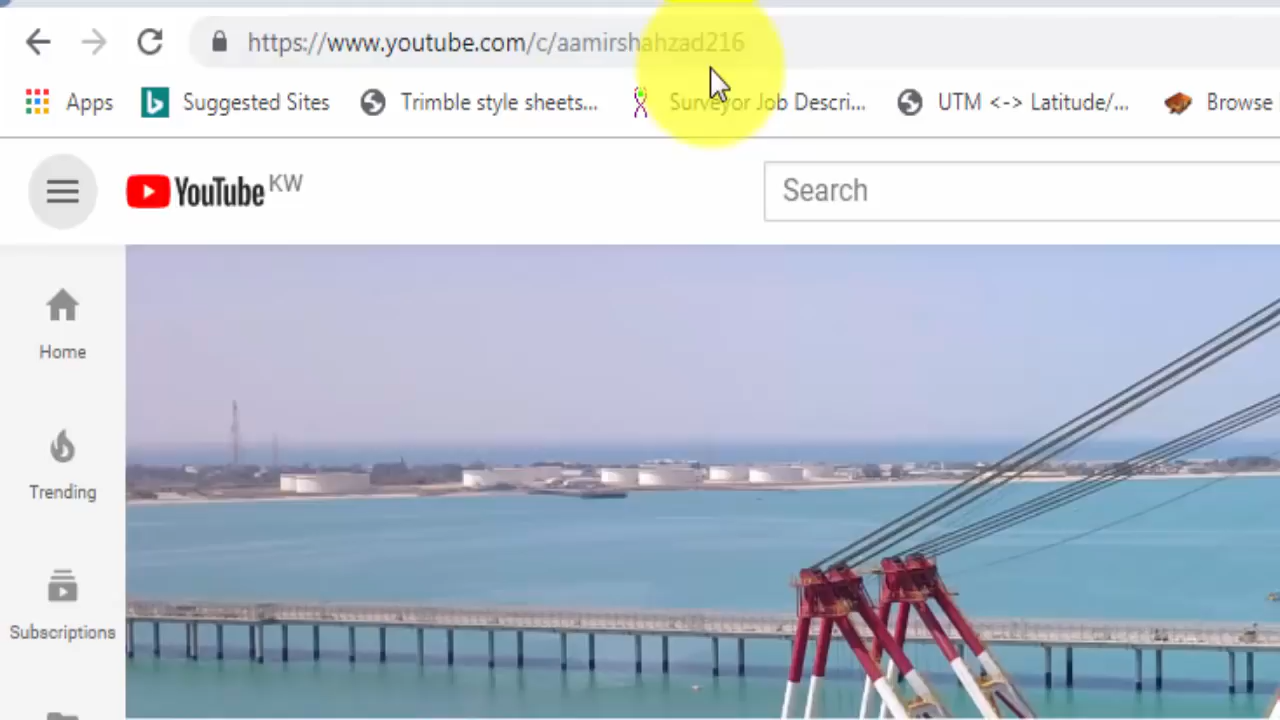 https://www.youtube.com/c/aamirshahzad216
Apps Suggested Sites Trimble style sheets... Surveyor Job Descri... UTM <-> Latitude/... Browse
YouTube KW Search
Home
Trending
Subscriptions